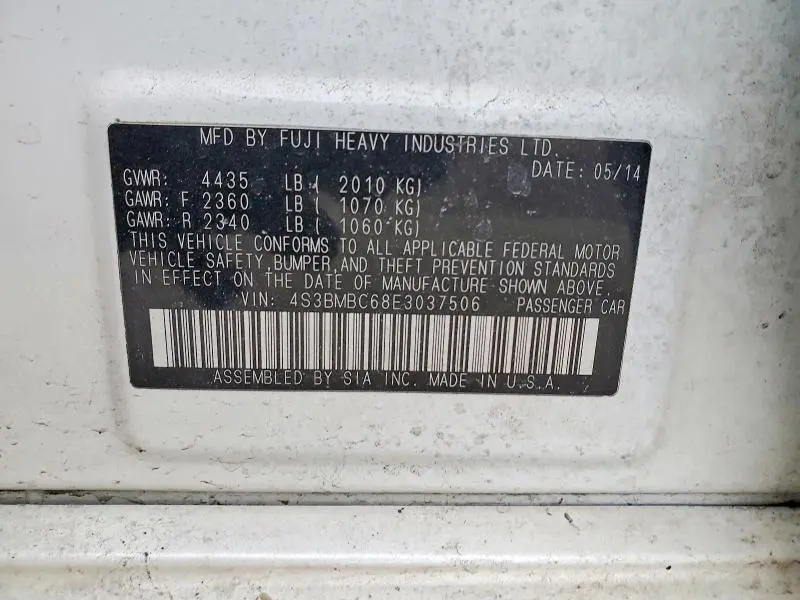 MFD BY FUJI HEAVY INDUSTRIES LTD.
DATE: 05/14
GVWR: 4435 LB ( 2010 KG)
GAWR: F 2360 LB ( 1070 KG)
GAWR: R 2340 LB ( 1060 KG)
THIS VEHICLE CONFORMS TO ALL APPLICABLE FEDERAL MOTOR
VEHICLE SAFETY,BUMPER,AND THEFT PREVENTION STANDARDS
IN EFFECT ON THE DATE OF MANUFACTURE SHOWN ABOVE.
VIN: 4S3BMBC68E3037506 PASSENGER CAR
ASSEMBLED BY SIA INC. MADE IN U.S.A.